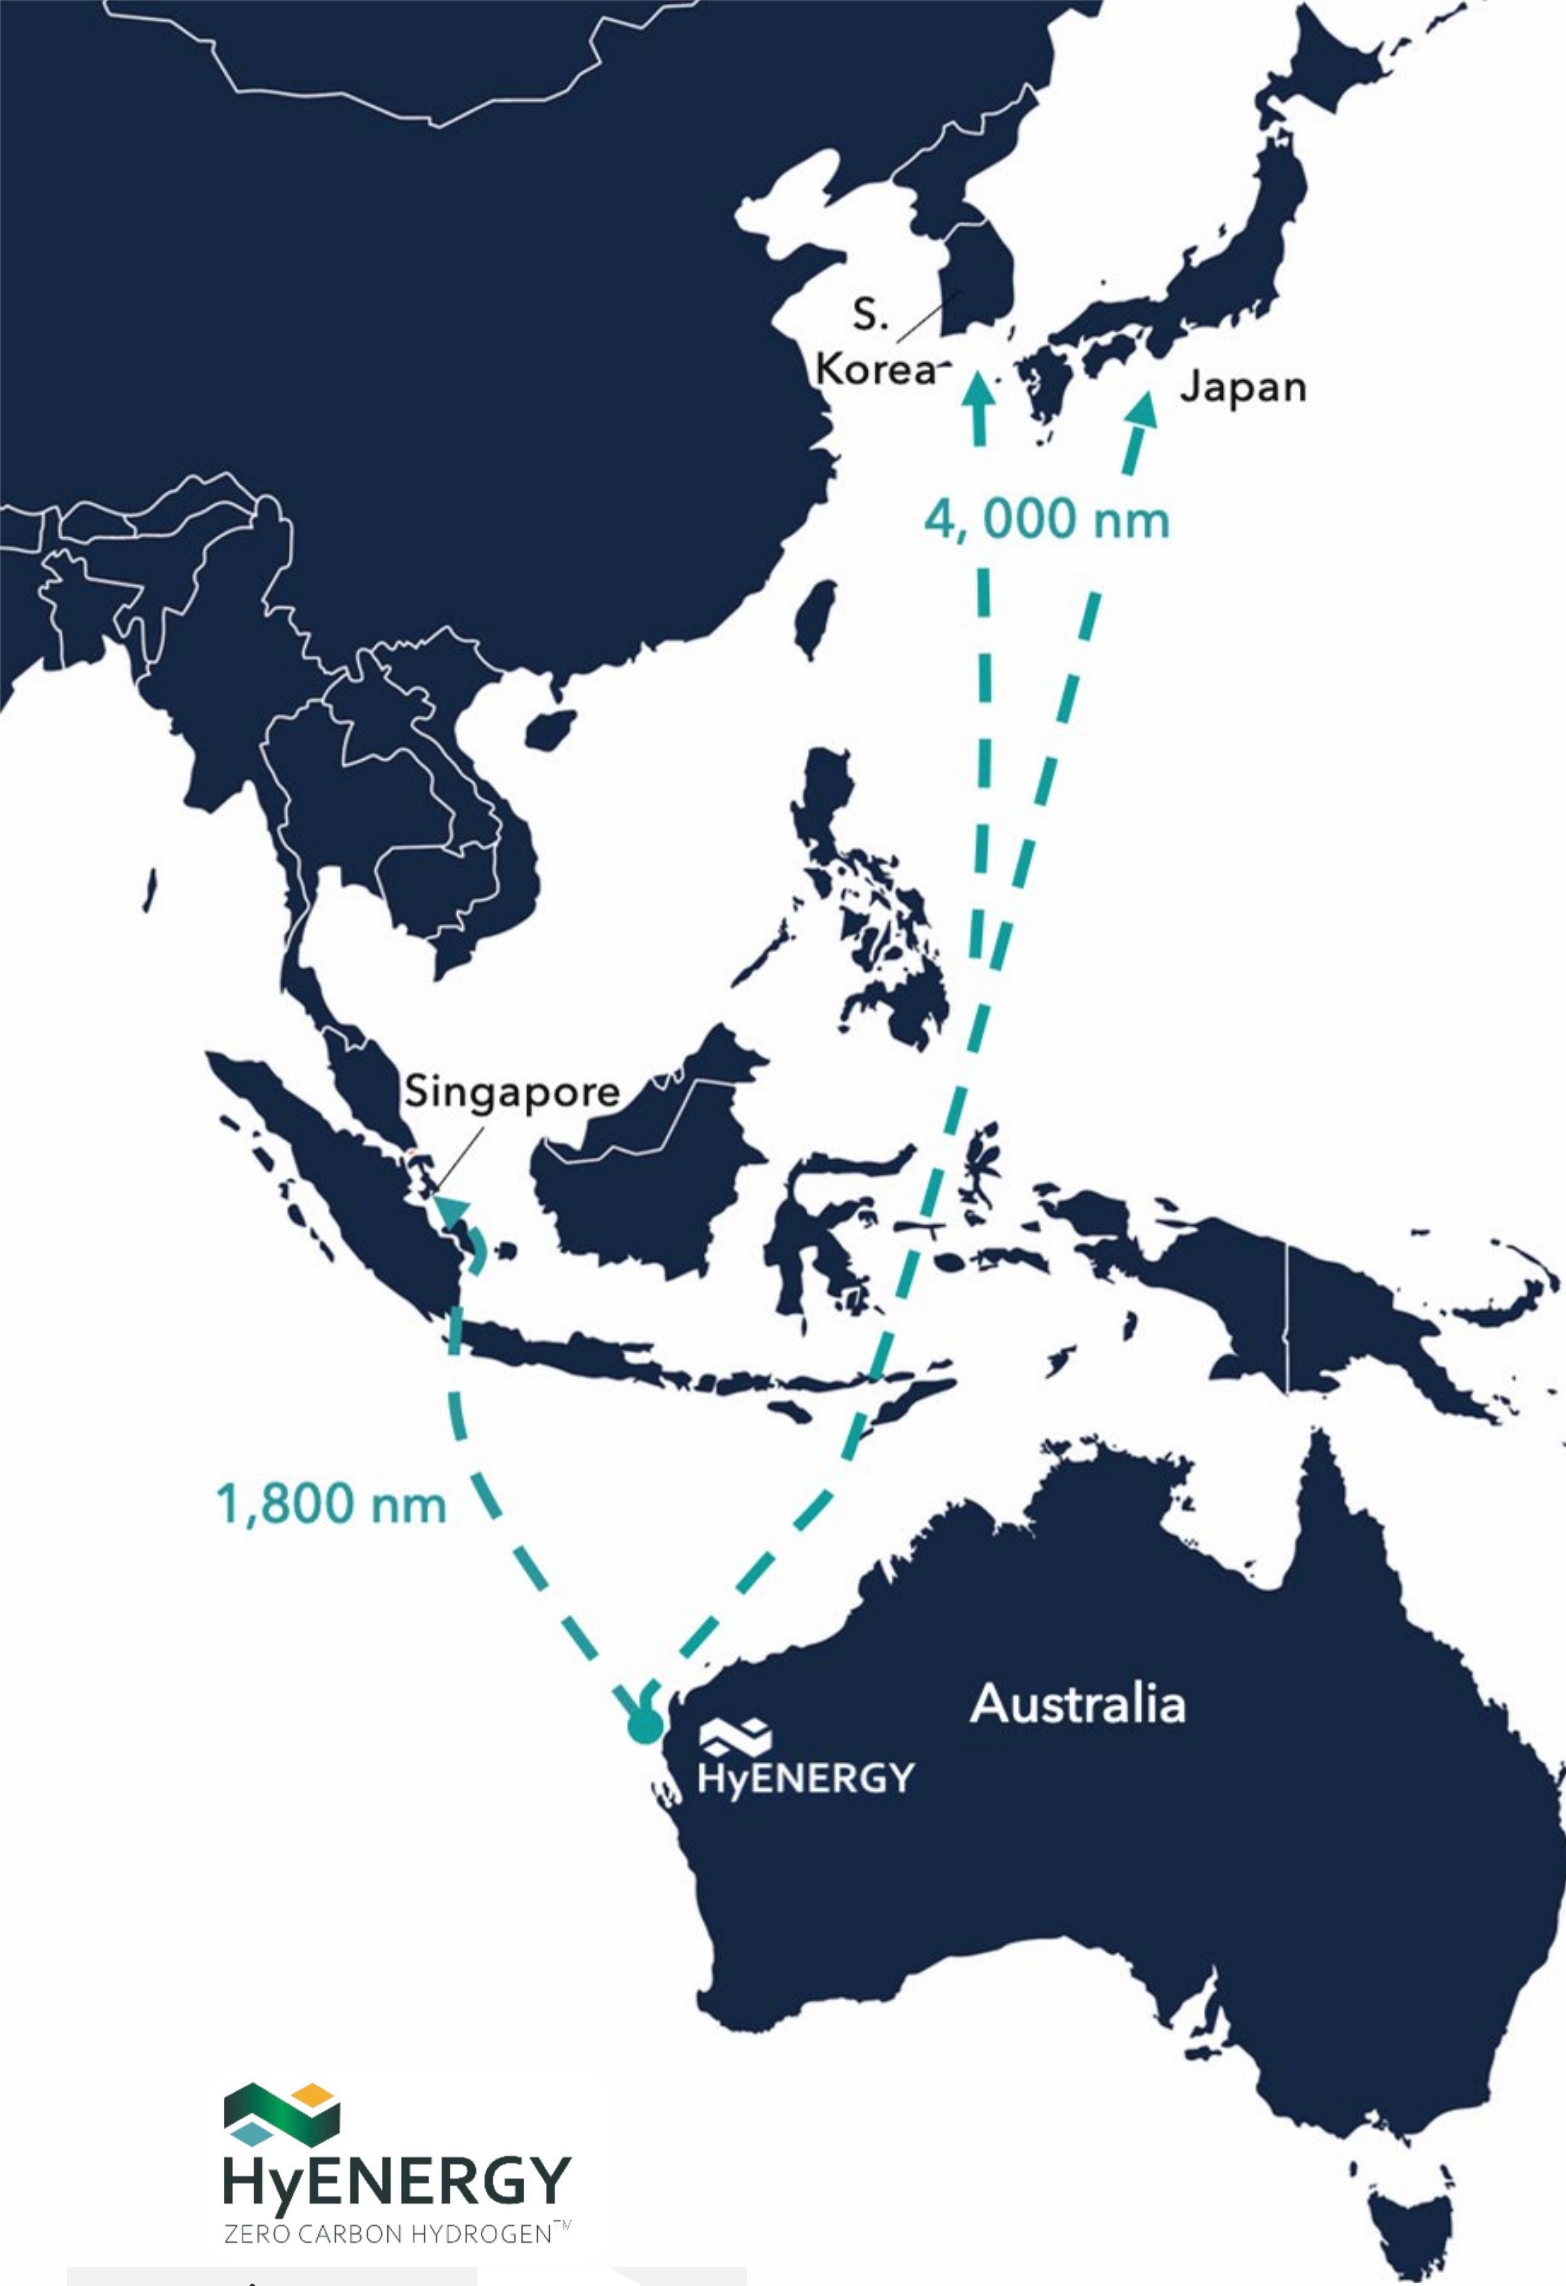 S.
Korea
Japan
4, 000 nm
Singapore
1,800 nm
Australia
HyENERGY
HyENERGY
ZERO CARBON HYDROGEN™